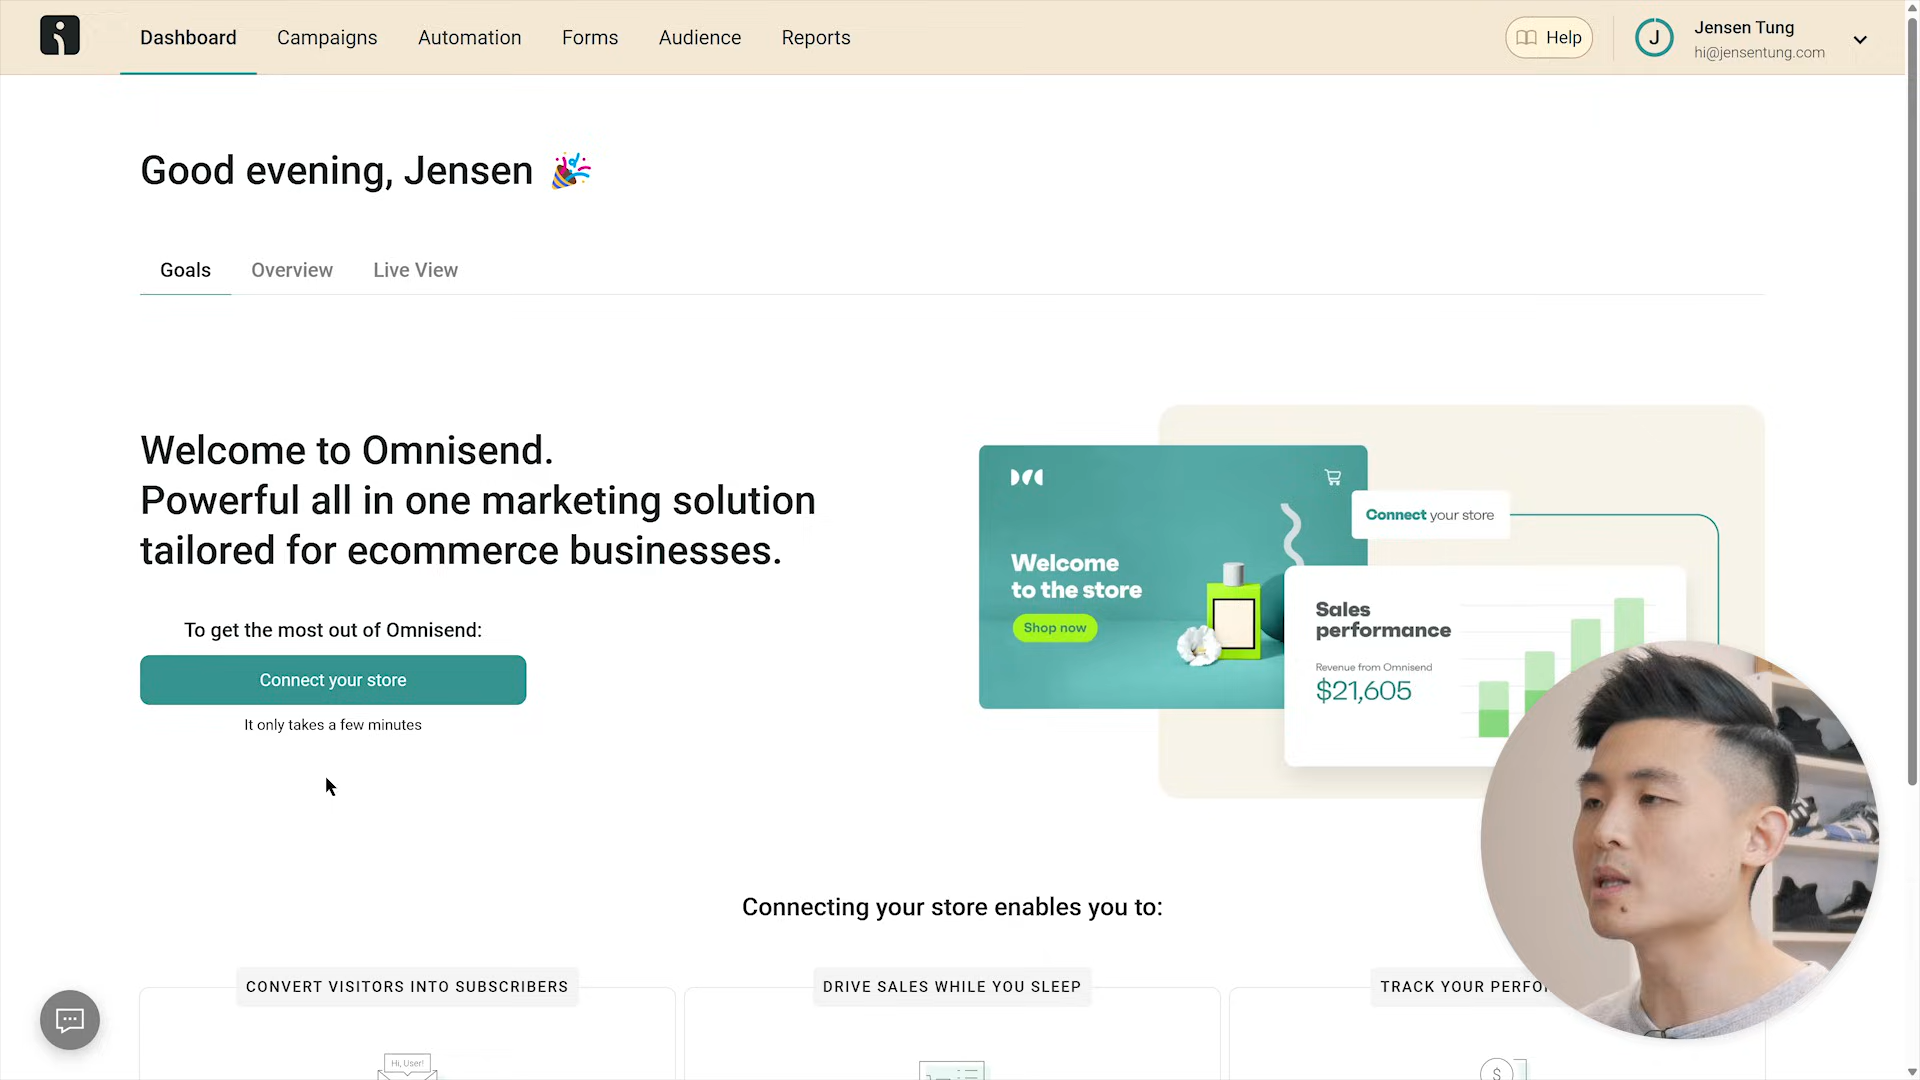 Dashboard
Campaigns
Automation
Forms
Audience
Reports
Help
J
Jensen Tung
hi@jensentung.com
Good evening, Jensen
Goals
Overview
Live View
Welcome to Omnisend.
Powerful all in one marketing solution
tailored for ecommerce businesses.
To get the most out of Omnisend:
Connect your store
It only takes a few minutes
Welcome
to the store
Shop now
Connect your store
Sales
performance
Revenue from Omnisend
$21,605
Connecting your store enables you to:
CONVERT VISITORS INTO SUBSCRIBERS
DRIVE SALES WHILE YOU SLEEP
TRACK YOUR PERFO
Hi, User!
$